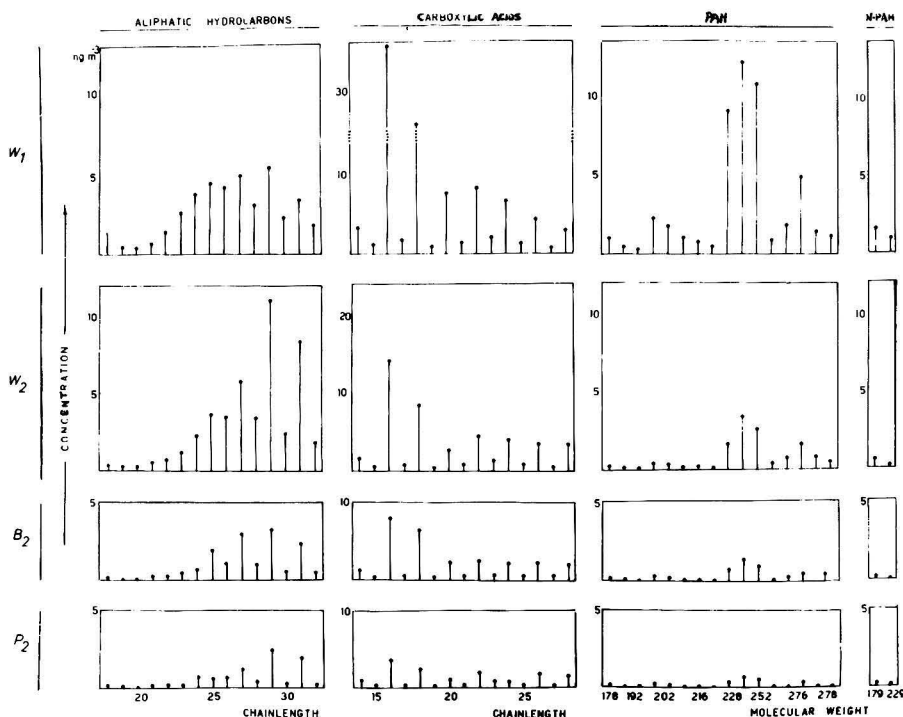 ALIPHATIC HYDROLARBONS
CARBOXYLIC ACIDS
PAH
N-PAH
W1
ng m³
10
5
30
10
10
5
10
5
W2
10
5
20
10
10
5
10
5
B2
5
10
5
5
P2
5
10
5
5
CONCENTRATION
20 25 30
15 20 25
178 192 202 216 228 252 276 278
179 229
CHAINLENGTH
CHAINLENGTH
MOLECULAR WEIGHT